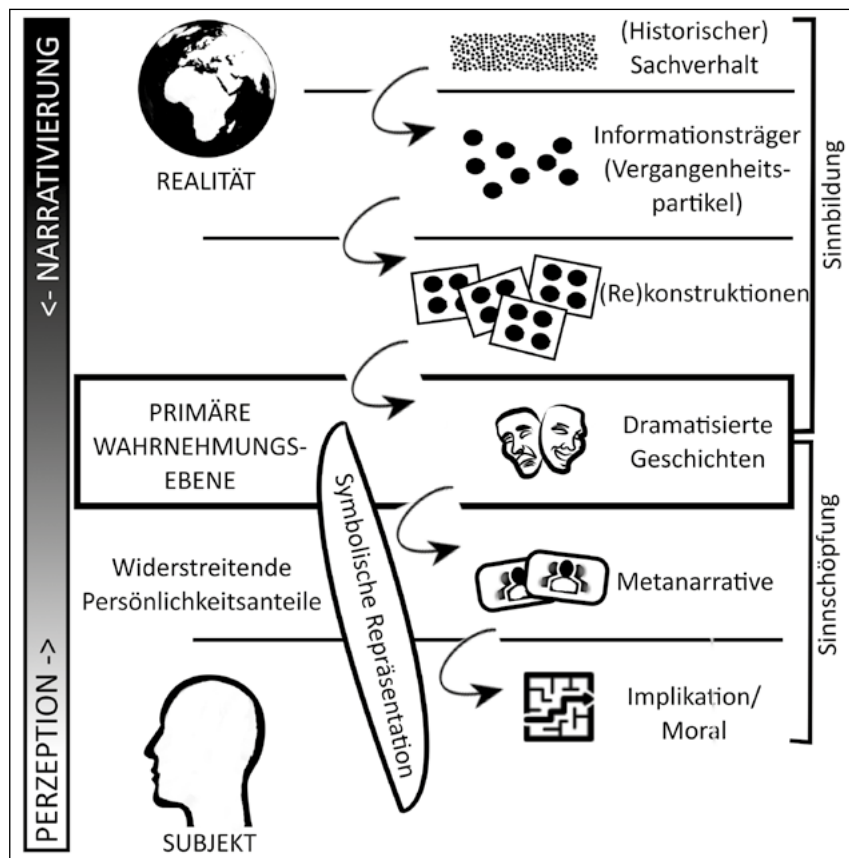 <- NARRATIVIERUNG
PERZEPTION ->
REALITÄT
(Historischer)
Sachverhalt
Informationsträger
(Vergangenheits-
partikel)
(Re)konstruktionen
Sinnbildung
PRIMÄRE
WAHRNEHMUNGS-
EBENE
Dramatisierte
Geschichten
Symbolische Repräsentation
Widerstreitende
Persönlichkeitsanteile
Metanarrative
Implikation/
Moral
Sinnschöpfung
SUBJEKT